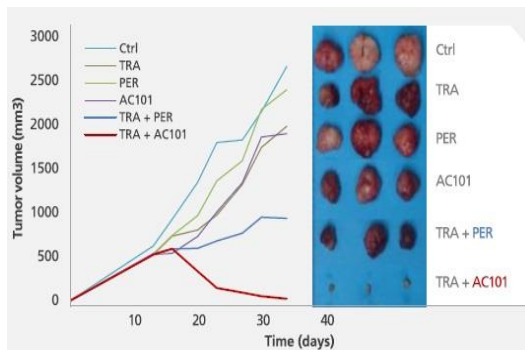 3000
2500
2000
1500
1000
500
0
Tumor volume (mm3)
Ctrl
TRA
PER
AC101
TRA + PER
TRA + AC101
10
20
30
40
Time (days)
Ctrl
TRA
PER
AC101
TRA + PER
TRA + AC101